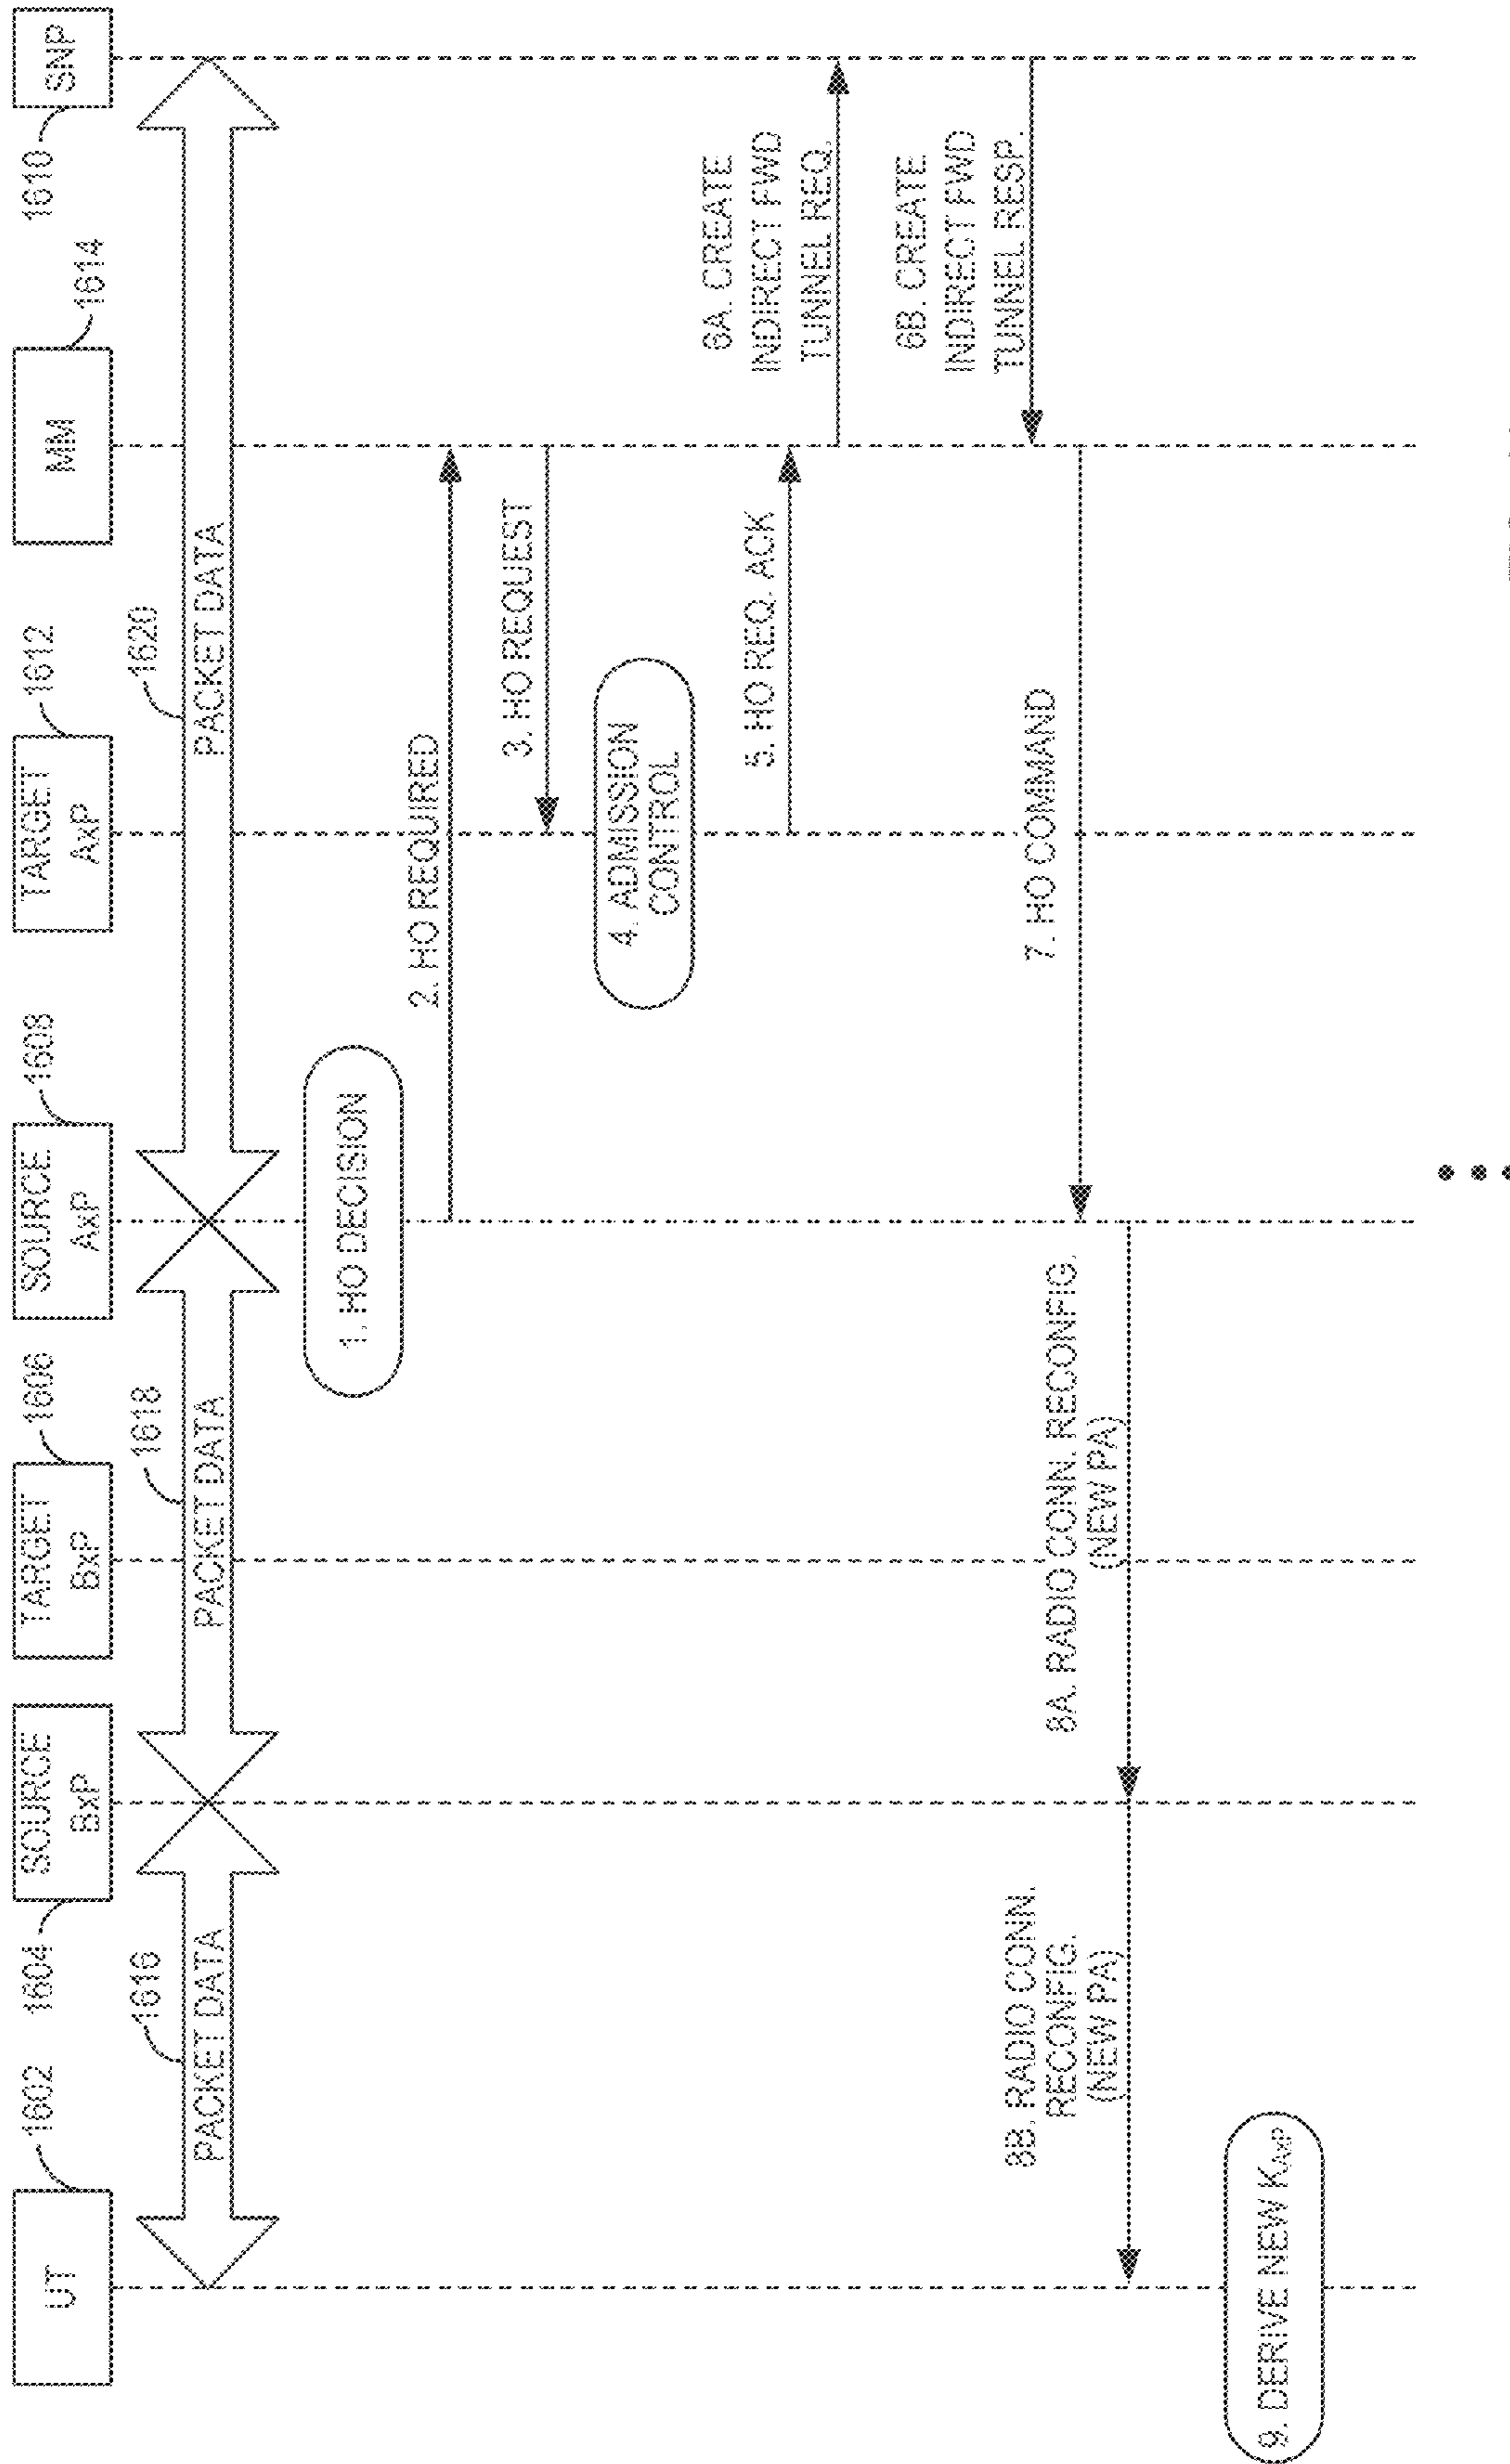 UT
1602
SOURCE
BxP
1604
TARGET
BxP
1606
SOURCE
AxP
1608
TARGET
AxP
1612
MM
1614
SNP
1610
1616
PACKET DATA
1618
PACKET DATA
1620
PACKET DATA
1. HO DECISION
2. HO REQUIRED
3. HO REQUEST
4. ADMISSION
CONTROL
5. HO REQ. ACK
6A. CREATE
INDIRECT FWD
TUNNEL REQ.
6B. CREATE
INDIRECT FWD
TUNNEL RESP.
7. HO COMMAND
8A. RADIO CONN. RECONFIG.
(NEW PA)
8B. RADIO CONN.
RECONFIG.
(NEW PA)
9. DERIVE NEW KAxP